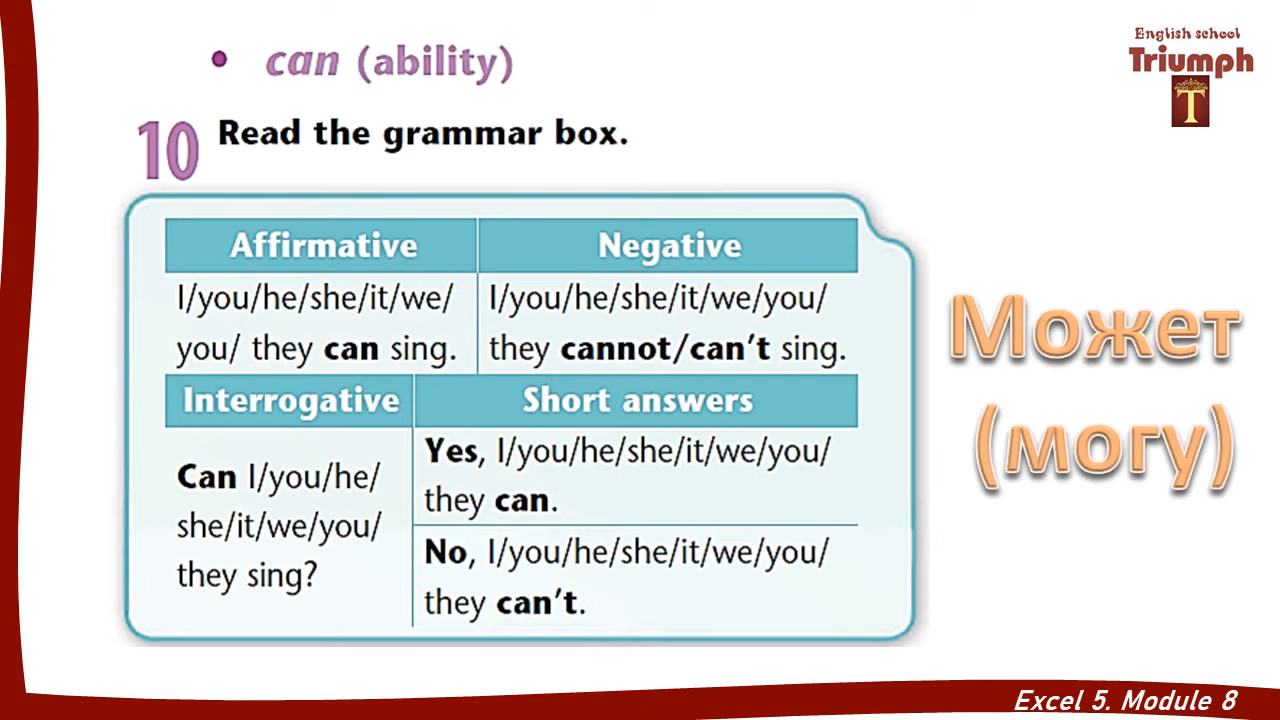 English school
Triumph
T
• can (ability)
10 Read the grammar box.
Affirmative
Negative
I/you/he/she/it/we/
you/ they can sing.
I/you/he/she/it/we/you/
they cannot/can't sing.
Interrogative
Short answers
Can I/you/he/
she/it/we/you/
they sing?
Yes, I/you/he/she/it/we/you/
they can.
No, I/you/he/she/it/we/you/
they can't.
Может
(могу)
Excel 5. Module 8